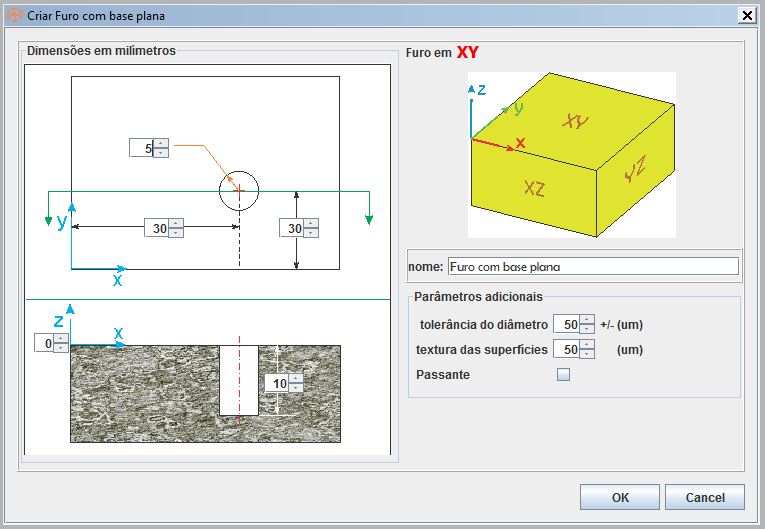 Criar Furo com base plana
Dimensões em milímetros
5
30
30
y
x
z
x
0
10
Furo em XY
z
y
x
XY
XZ
YZ
nome: Furo com base plana
Parâmetros adicionais
tolerância do diâmetro 50 +/- (um)
textura das superfícies 50 (um)
Passante
OK Cancel